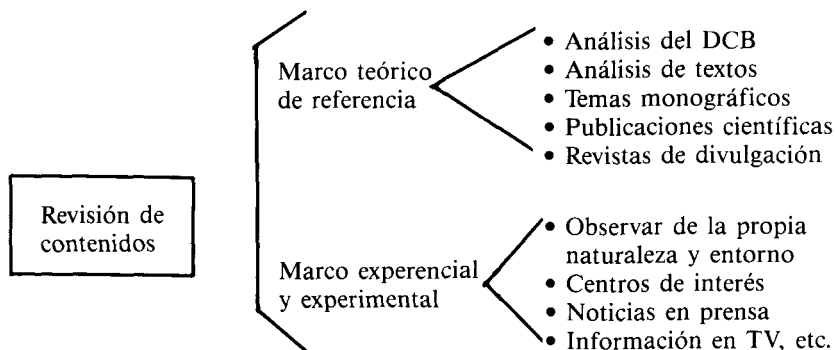 Revisión de
contenidos
Marco teórico
de referencia
• Análisis del DCB
• Análisis de textos
• Temas monográficos
• Publicaciones científicas
• Revistas de divulgación
Marco experencial
y experimental
• Observar de la propia
naturaleza y entorno
• Centros de interés
• Noticias en prensa
• Información en TV, etc.